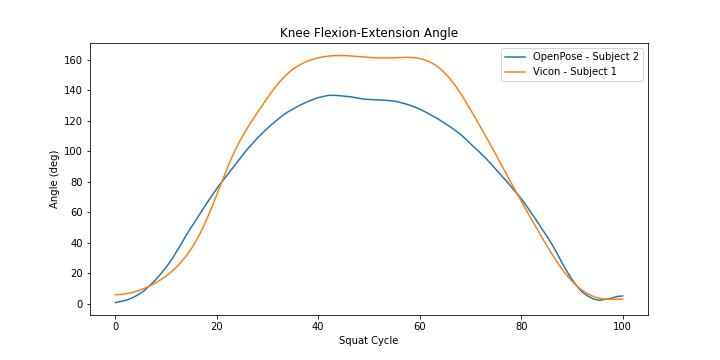 Knee Flexion-Extension Angle
OpenPose - Subject 2
Vicon - Subject 1
Angle (deg)
160
140
120
100
80
60
40
20
0
0 20 40 60 80 100
Squat Cycle